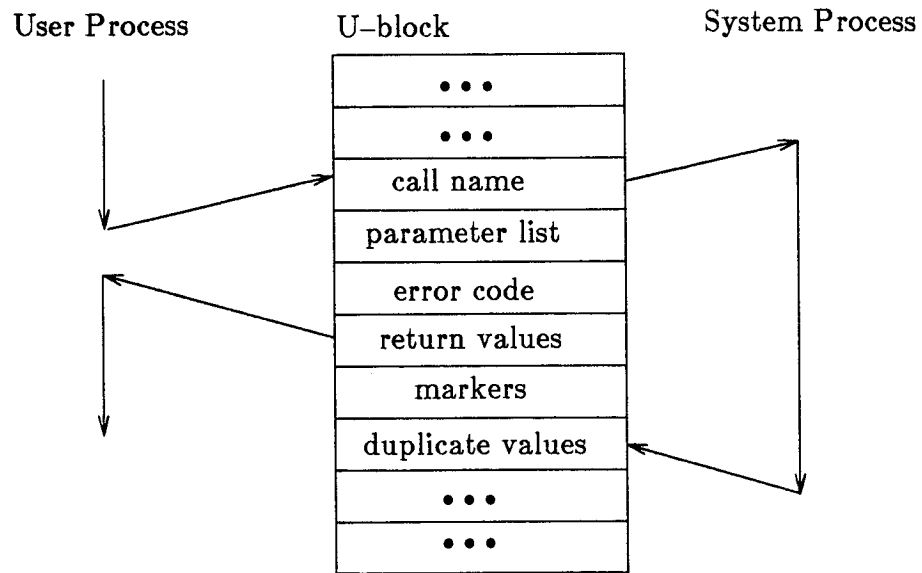 User Process
U–block
System Process
•••
•••
call name
parameter list
error code
return values
markers
duplicate values
•••
•••